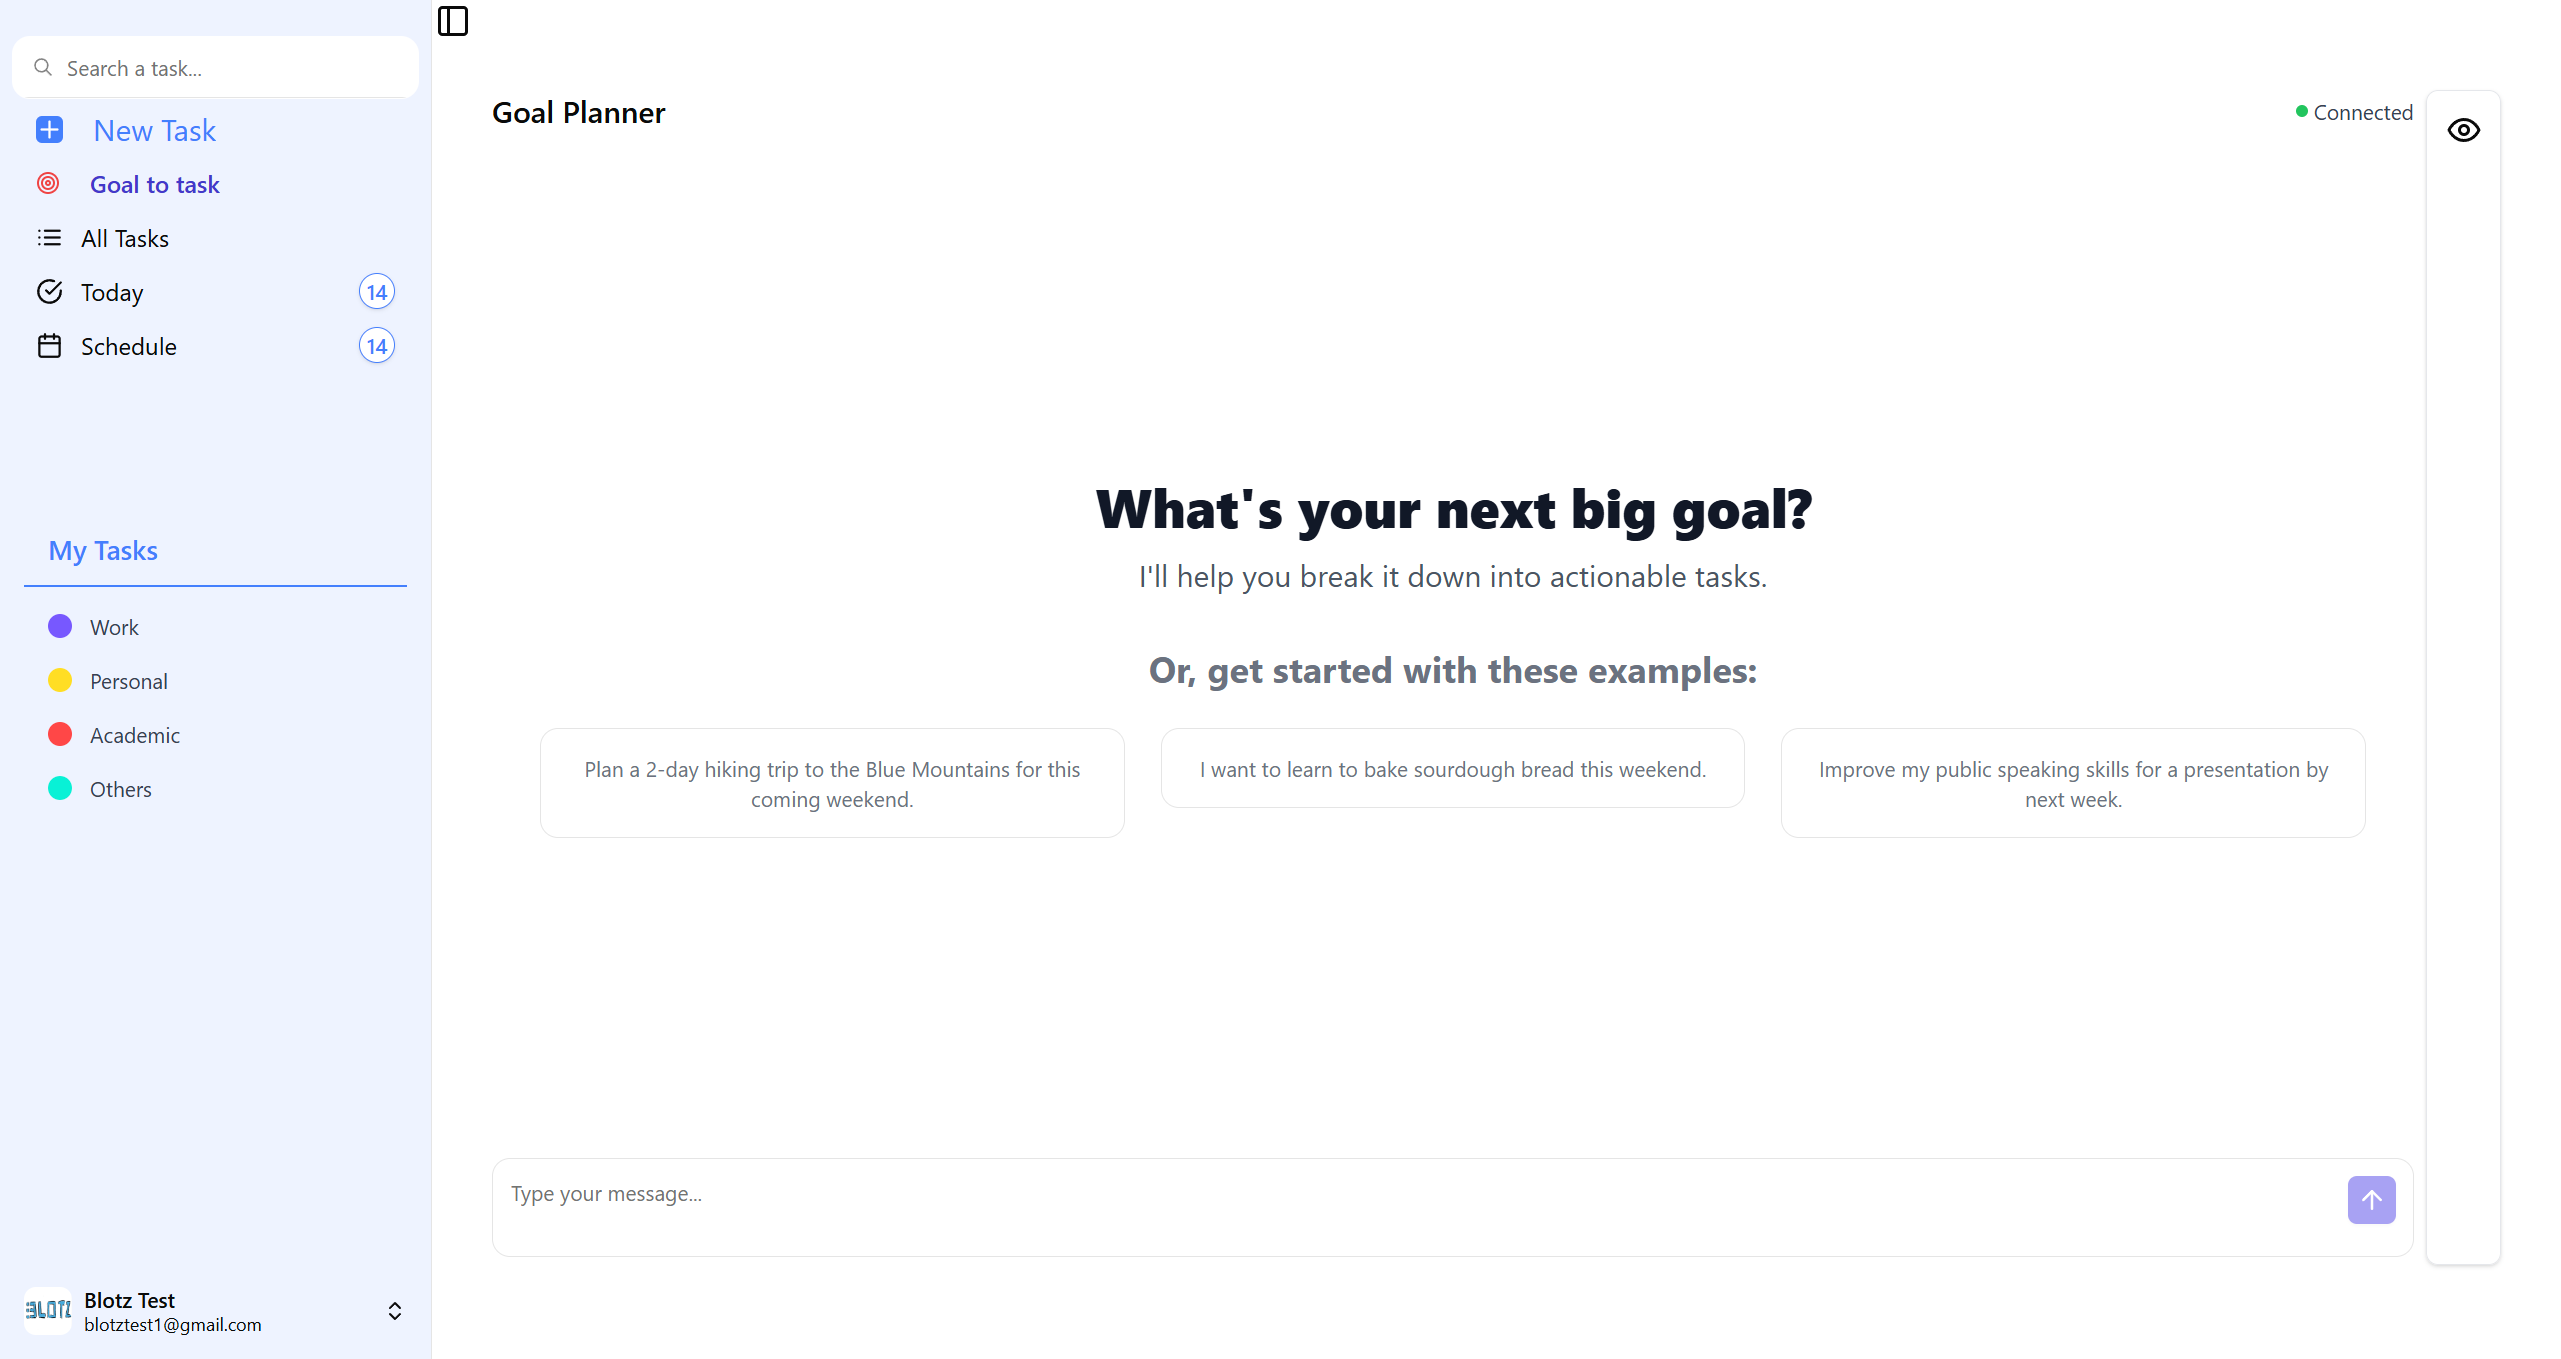 Search a task...
New Task
Goal to task
All Tasks
Today 14
Schedule 14
My Tasks
Work
Personal
Academic
Others
BLOTZ
Blotz Test
blotztest1@gmail.com
Goal Planner
Connected
What's your next big goal?
I'll help you break it down into actionable tasks.
Or, get started with these examples:
Plan a 2-day hiking trip to the Blue Mountains for this
coming weekend.
I want to learn to bake sourdough bread this weekend.
Improve my public speaking skills for a presentation by
next week.
Type your message...